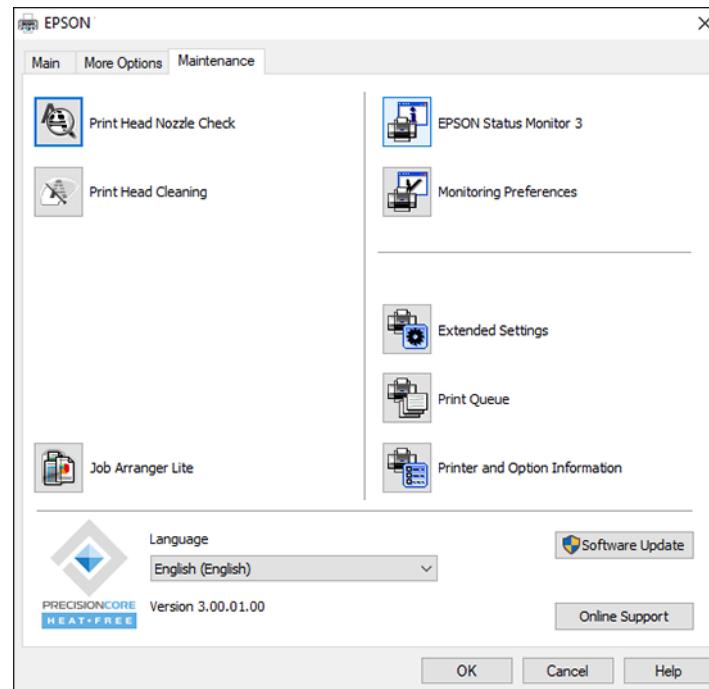 EPSON
Main More Options Maintenance
Print Head Nozzle Check
Print Head Cleaning
Job Arranger Lite
EPSON Status Monitor 3
Monitoring Preferences
Extended Settings
Print Queue
Printer and Option Information
Language
English (English)
Software Update
PRECISIONCORE
HEAT•FREE
Version 3.00.01.00
Online Support
OK Cancel Help